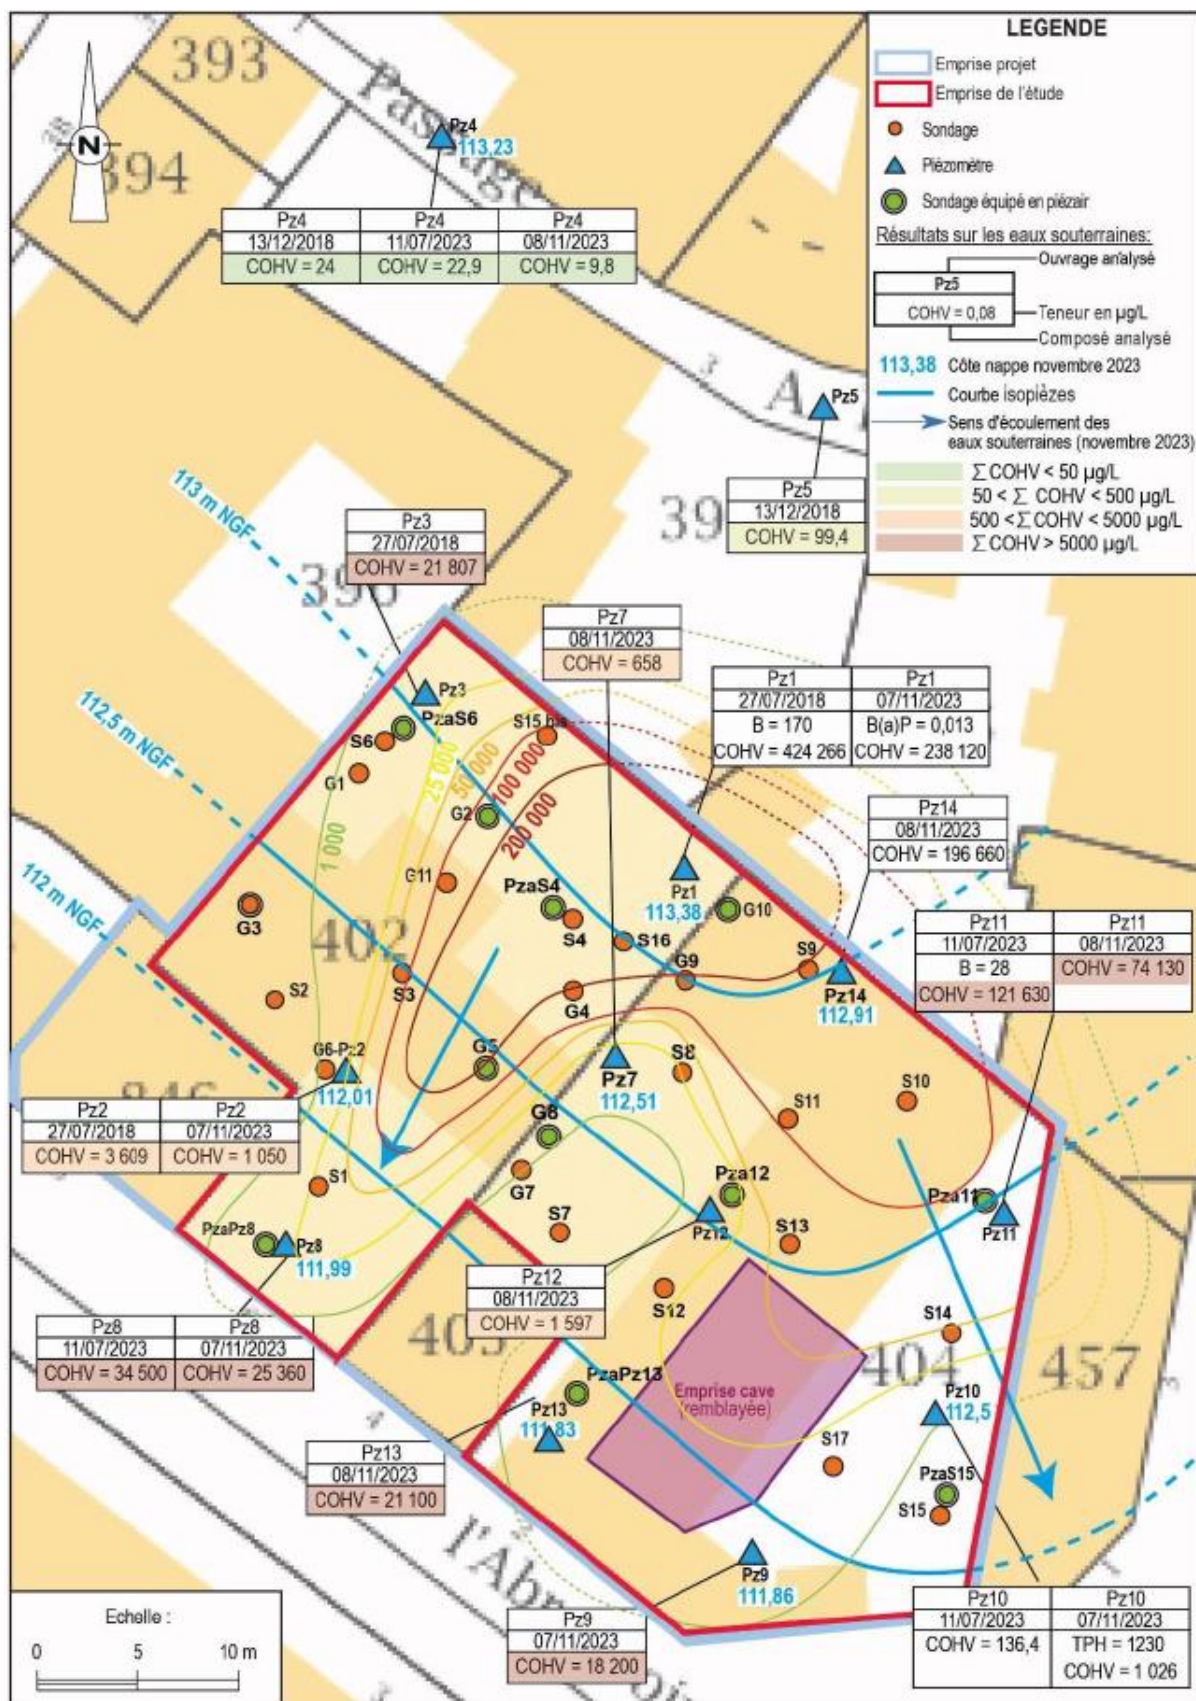 LEGENDE
Emprise projet
Emprise de l'étude
Sondage
Piézomètre
Sondage équipé en piézair
Résultats sur les eaux souterraines:
Ouvrage analysé
Pz5
COHV = 0,08
Teneur en µg/L
Composé analysé
113,38 Côte nappe novembre 2023
Courbe isopièzes
Sens d'écoulement des
eaux souterraines (novembre 2023)
∑ COHV < 50 µg/L
50 < ∑ COHV < 500 µg/L
500 < ∑ COHV < 5000 µg/L
∑ COHV > 5000 µg/L
393
Passage
N
394
Pz4
113,23
Pz4 Pz4 Pz4
13/12/2018 11/07/2023 08/11/2023
COHV = 24 COHV = 22,9 COHV = 9,8
3
A
Pz5
Pz5
13/12/2018
COHV = 99,4
39
113 m NGF
Pz3
27/07/2018
COHV = 21 807
396
Pz7
08/11/2023
COHV = 658
Pz1 Pz1
27/07/2018 07/11/2023
B = 170 B(a)P = 0,013
COHV = 424 266 COHV = 238 120
112,5 m NGF
Pz3
PzaS6
S6
G1
S15 bis
1 000
25 000
50 000
100 000
200 000
G2
Pz14
08/11/2023
COHV = 196 660
112 m NGF
G11
PzaS4
S4
Pz1
113,38
G10
G3
402
S16
S9
G9
Pz14
112,91
Pz11 Pz11
11/07/2023 08/11/2023
B = 28 COHV = 74 130
COHV = 121 630
S2
S3
G4
G6-Pz2
112,01
G5
Pz7
112,51
S8
S10
S11
846
G8
Pz2 Pz2
27/07/2018 07/11/2023
COHV = 3 609 COHV = 1 050
S1
G7
Pza12
Pz12
Pza11
Pz11
S7
S13
PzaPz8
Pz8
111,99
Pz12
08/11/2023
COHV = 1 597
S12
S14
Pz8 Pz8
11/07/2023 07/11/2023
COHV = 34 500 COHV = 25 360
403
404
457
3
PzaPz13
Pz13
111,83
Emprise cave
(remblayée)
Pz10
112,5
4
Pz13
08/11/2023
COHV = 21 100
S17
PzaS15
S15
2
l'Abreuvoir
Pz9
111,86
Pz9
07/11/2023
COHV = 18 200
Pz10 Pz10
11/07/2023 07/11/2023
COHV = 136,4 TPH = 1230
COHV = 1 026
Echelle :
0 5 10 m
3